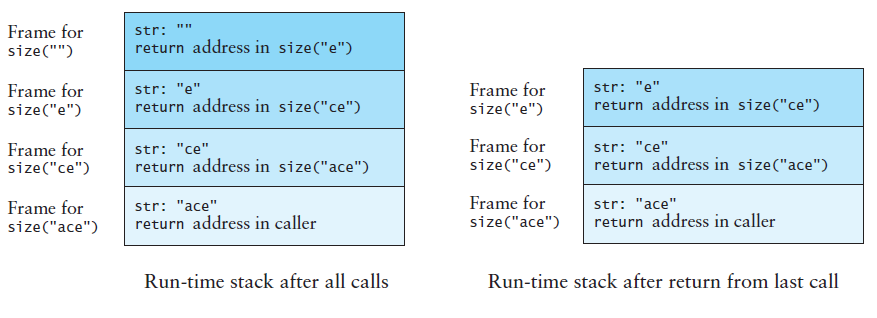 Frame for
size("")
str: ""
return address in size("e")
Frame for
size("e")
str: "e"
return address in size("ce")
Frame for
size("ce")
str: "ce"
return address in size("ace")
Frame for
size("ace")
str: "ace"
return address in caller
Run-time stack after all calls
Frame for
size("e")
str: "e"
return address in size("ce")
Frame for
size("ce")
str: "ce"
return address in size("ace")
Frame for
size("ace")
str: "ace"
return address in caller
Run-time stack after return from last call